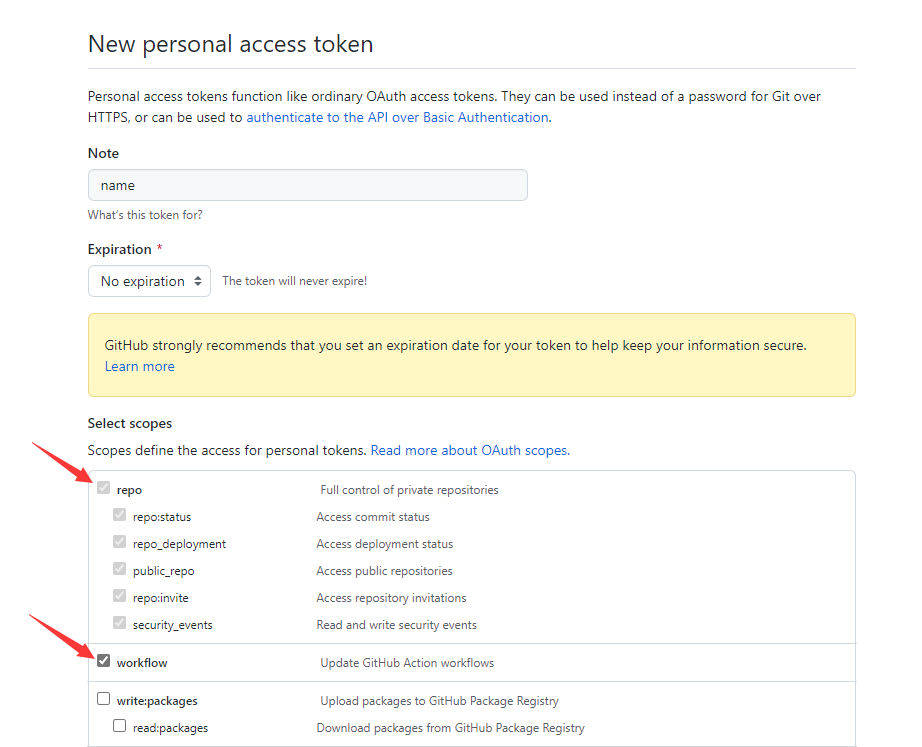 New personal access token
Personal access tokens function like ordinary OAuth access tokens. They can be used instead of a password for Git over
HTTPS, or can be used to authenticate to the API over Basic Authentication.
Note
name
What's this token for?
Expiration *
No expiration The token will never expire!
GitHub strongly recommends that you set an expiration date for your token to help keep your information secure.
Learn more
Select scopes
Scopes define the access for personal tokens. Read more about OAuth scopes.
repo Full control of private repositories
repo:status Access commit status
repo_deployment Access deployment status
public_repo Access public repositories
repo:invite Access repository invitations
security_events Read and write security events
workflow Update GitHub Action workflows
write:packages Upload packages to GitHub Package Registry
read:packages Download packages from GitHub Package Registry